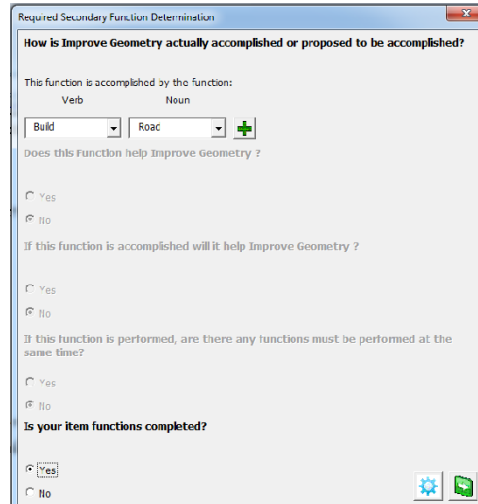 Required Secondary Function Determination
How is Improve Geometry actually accomplished or proposed to be accomplished?
This function is accomplished by the function:
Verb Noun
Build Roac
Does this Function help Improve Geometry ?
Yes
No
If this function is accomplished will it help Improve Geometry ?
Yes
No
If this function is performed, are there any functions must be performed at the
same time?
Yes
No
Is your item functions completed?
Yes
No